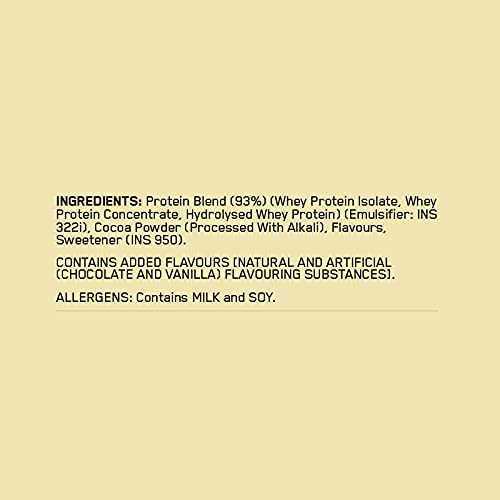 INGREDIENTS: Protein Blend (93%) (Whey Protein Isolate, Whey
Protein Concentrate, Hydrolysed Whey Protein) (Emulsifier: INS
322i), Cocoa Powder (Processed With Alkali), Flavours,
Sweetener (INS 950).
CONTAINS ADDED FLAVOURS [NATURAL AND ARTIFICIAL
(CHOCOLATE AND VANILLA) FLAVOURING SUBSTANCES].
ALLERGENS: Contains MILK and SOY.